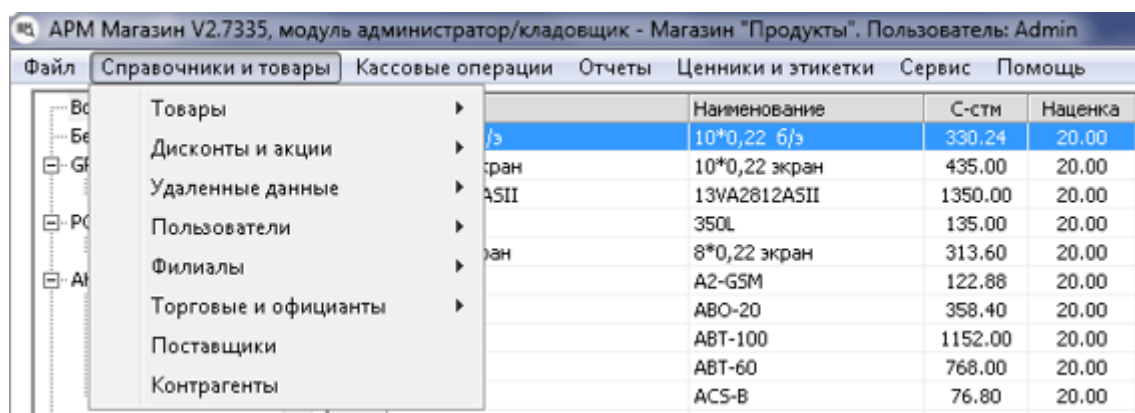 АРМ Магазин V2.7335, модуль администратор/кладовщик - Магазин "Продукты". Пользователь: Admin
Файл Справочники и товары Кассовые операции Отчеты Ценники и этикетки Сервис Помощь
Наименование С-стм Наценка
Товары
Дисконты и акции
Удаленные данные
Пользователи
Филиалы
Торговые и официанты
Поставщики
Контрагенты
/э 10*0,22 б/э 330.24 20.00
экран 10*0,22 экран 435.00 20.00
ASII 13VA2812ASII 1350.00 20.00
350L 135.00 20.00
8*0,22 экран 313.60 20.00
A2-GSM 122.88 20.00
ABO-20 358.40 20.00
ABT-100 1152.00 20.00
ABT-60 768.00 20.00
ACS-B 76.80 20.00